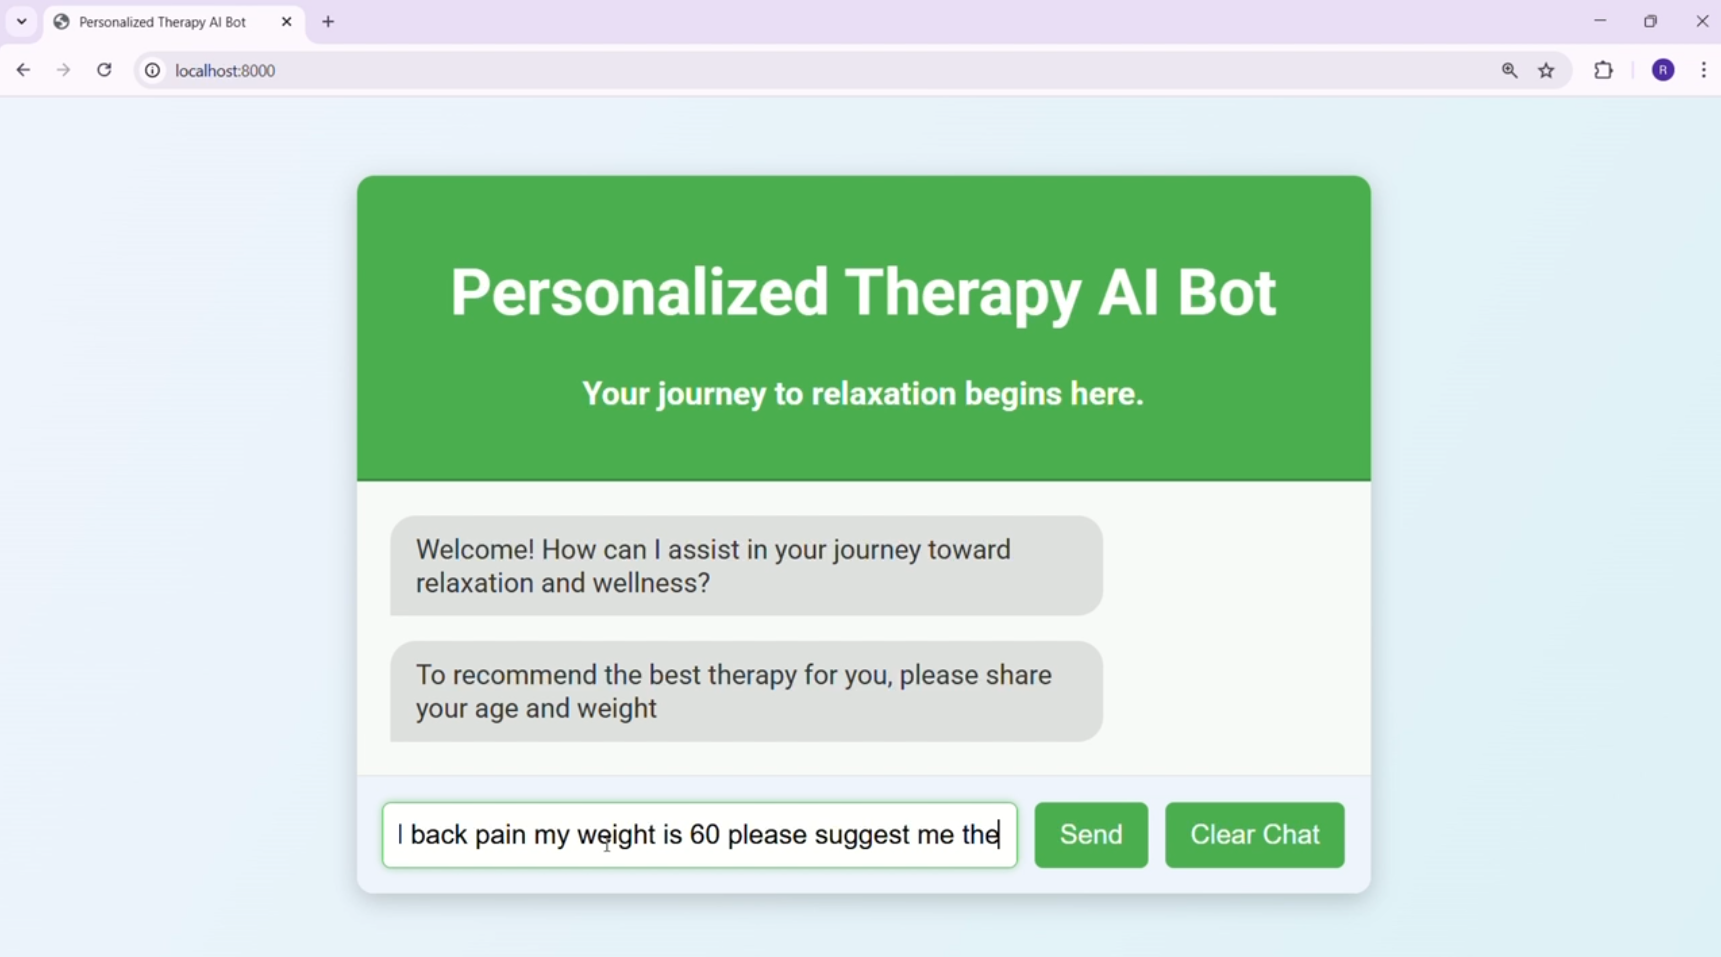 Personalized Therapy AI Bot
localhost:8000
R
Personalized Therapy AI Bot
Your journey to relaxation begins here.
Welcome! How can I assist in your journey toward
relaxation and wellness?
To recommend the best therapy for you, please share
your age and weight
back pain my weight is 60 please suggest me the
Send
Clear Chat